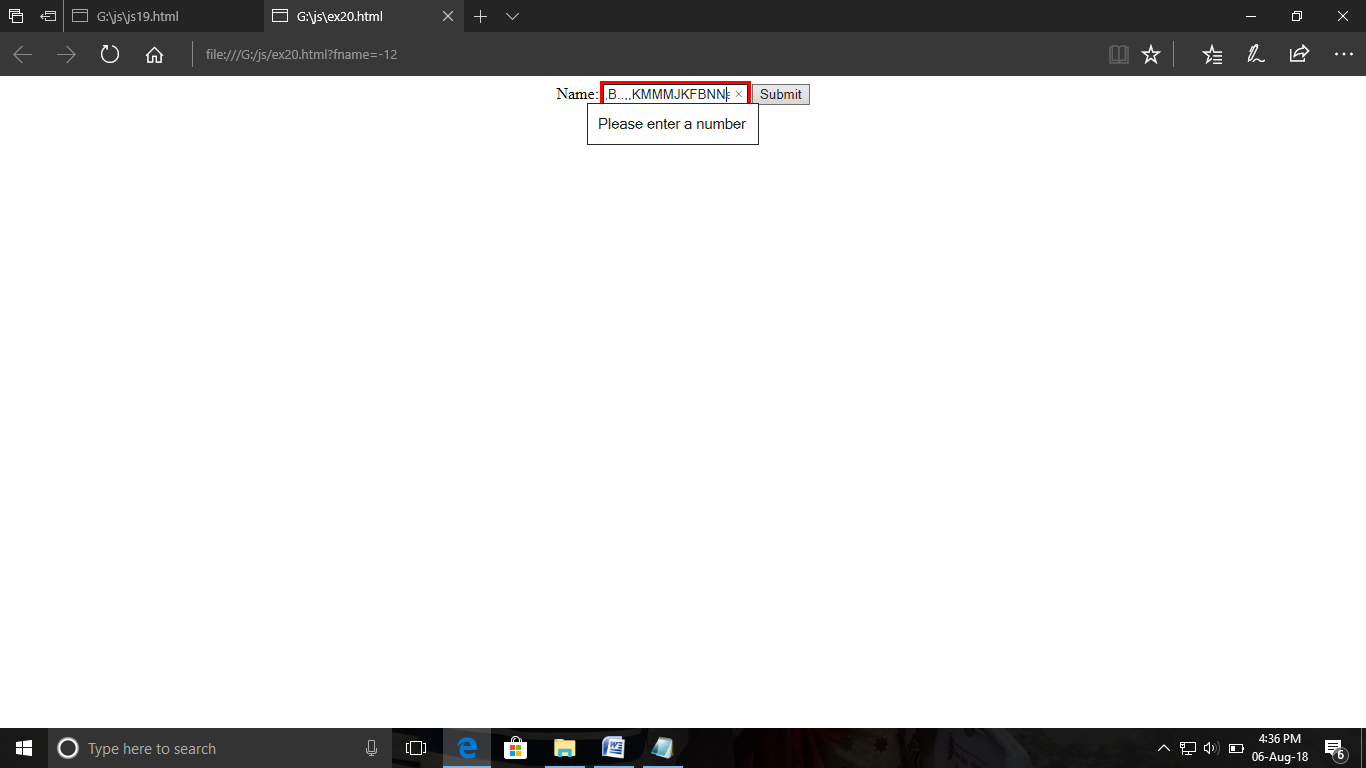 G:\js\js19.html
G:\js\ex20.html
file:///G:/js/ex20.html?fname=-12
Name: ,B..,,KMMMJKFBNN Submit
Please enter a number
Type here to search
4:36 PM
06-Aug-18
6